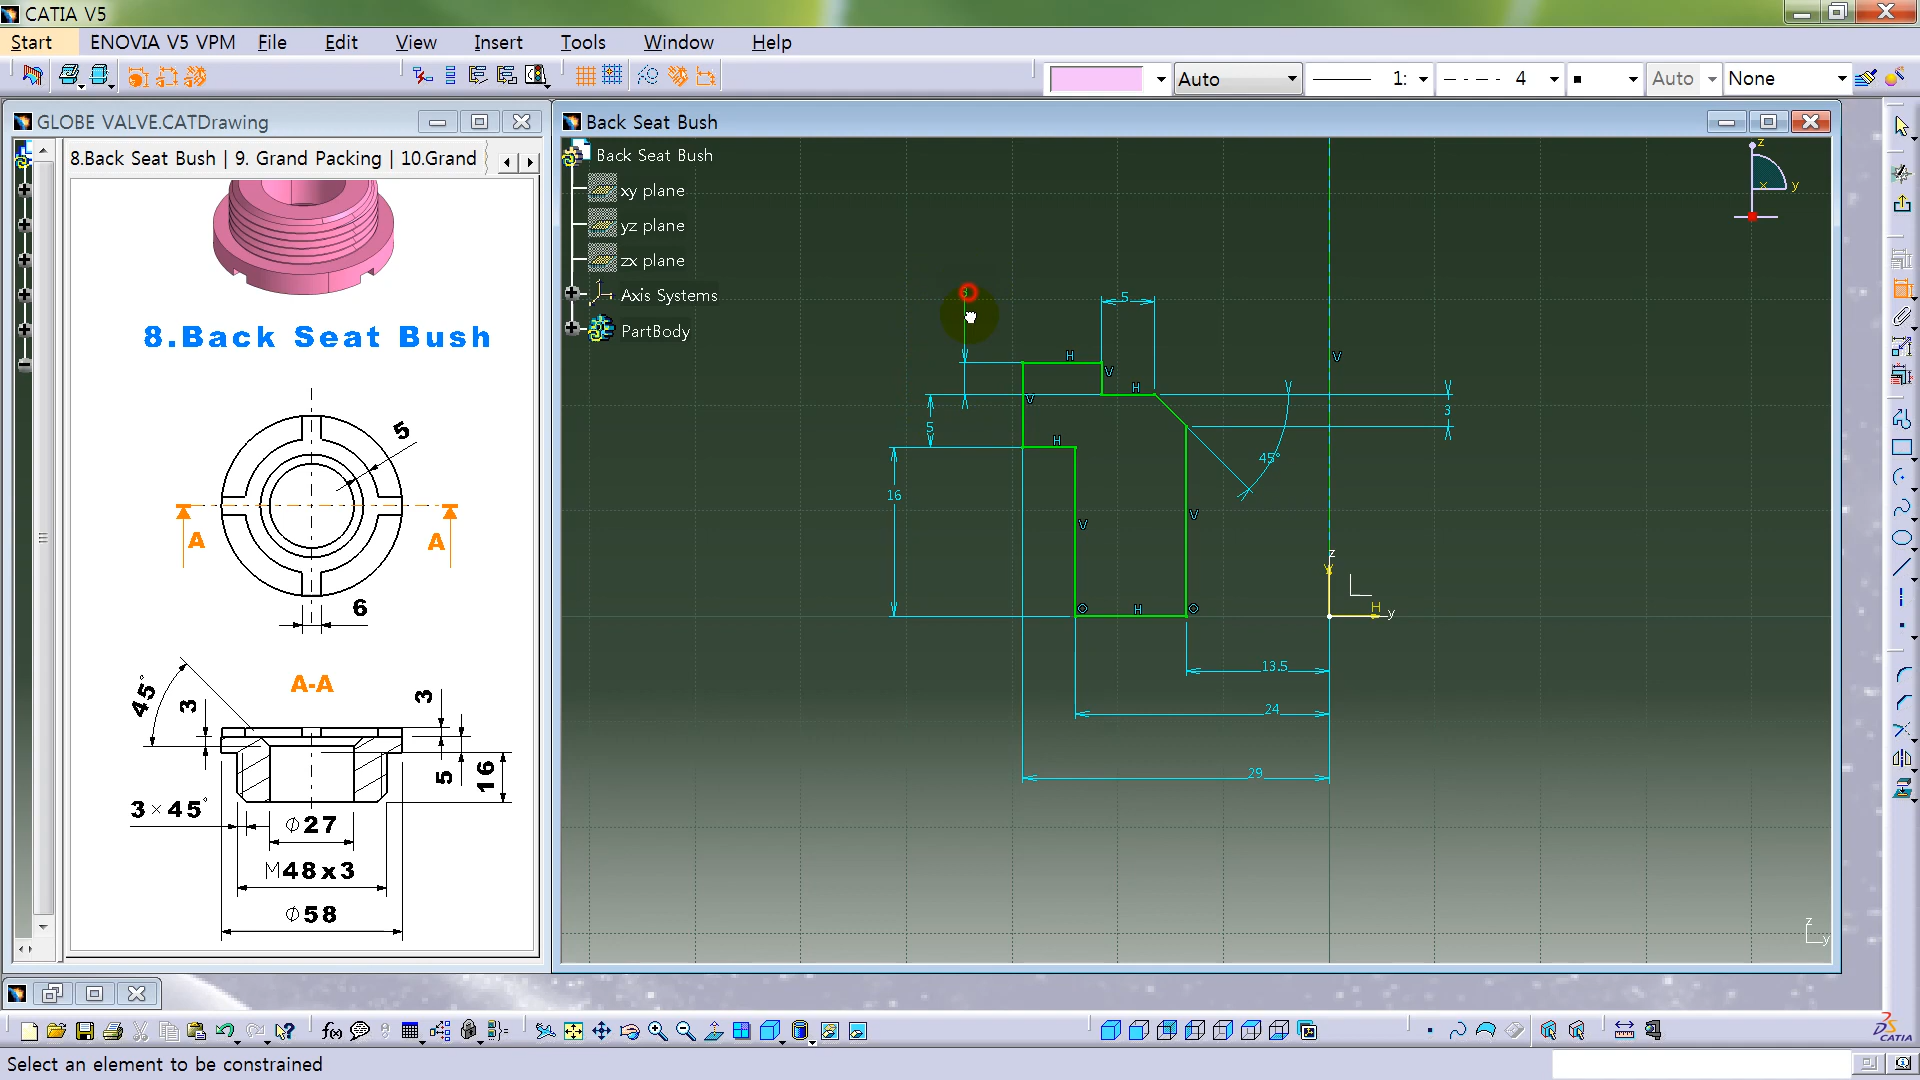 CATIA V5
Start ENOVIA V5 VPM File Edit View Insert Tools Window Help
Auto 1: 4 Auto None
GLOBE VALVE.CATDrawing
8.Back Seat Bush | 9. Grand Packing | 10.Grand
8.Back Seat Bush
5
A A
6
A-A
45°
3
3
5
16
3×45°
Φ27
M48x3
Φ58
Back Seat Bush
Back Seat Bush
xy plane
yz plane
zx plane
Axis Systems
PartBody
z
x y
3
5
H
V
V
H
V
3
5
H
45°
16
V
V
O H O
z
V
H
y
13.5
24
29
z
y
f(x)
CATIA
Select an element to be constrained